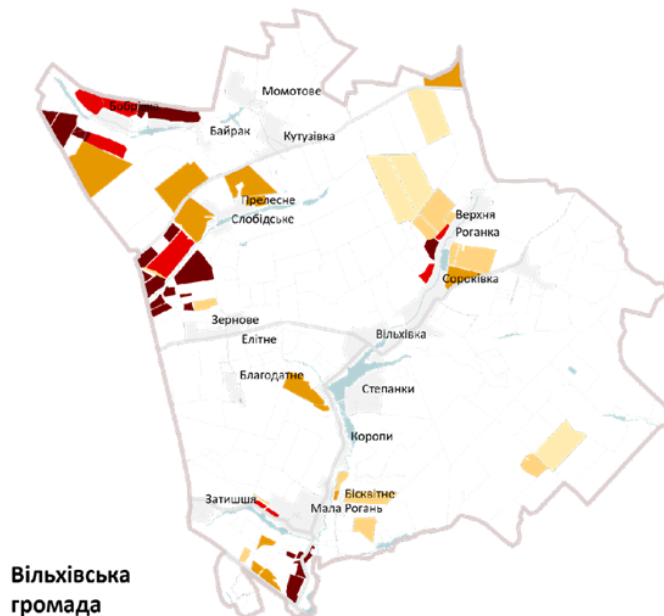 Момотове
Бобрівка
Байрак
Кутузівка
Прелесне
Слобідське
Верхня
Роганка
Сороківка
Зернове
Вільхівка
Елітне
Благодатне
Степанки
Коропи
Затишшя
Бісквітне
Мала Рогань
Вільхівська
громада